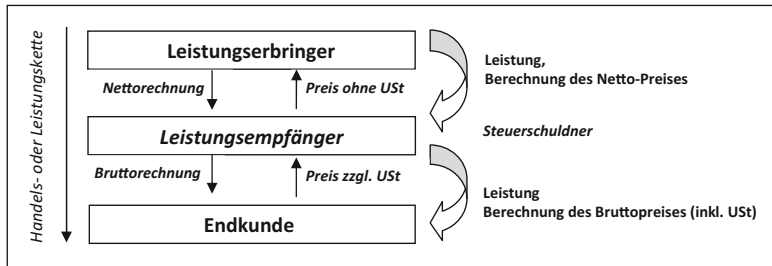 Handels- oder Leistungskette
Leistungserbringer
Nettorechnung
Preis ohne USt
Leistung,
Berechnung des Netto-Preises
Leistungsempfänger
Steuerschuldner
Bruttorechnung
Preis zzgl. USt
Leistung
Berechnung des Bruttopreises (inkl. USt)
Endkunde